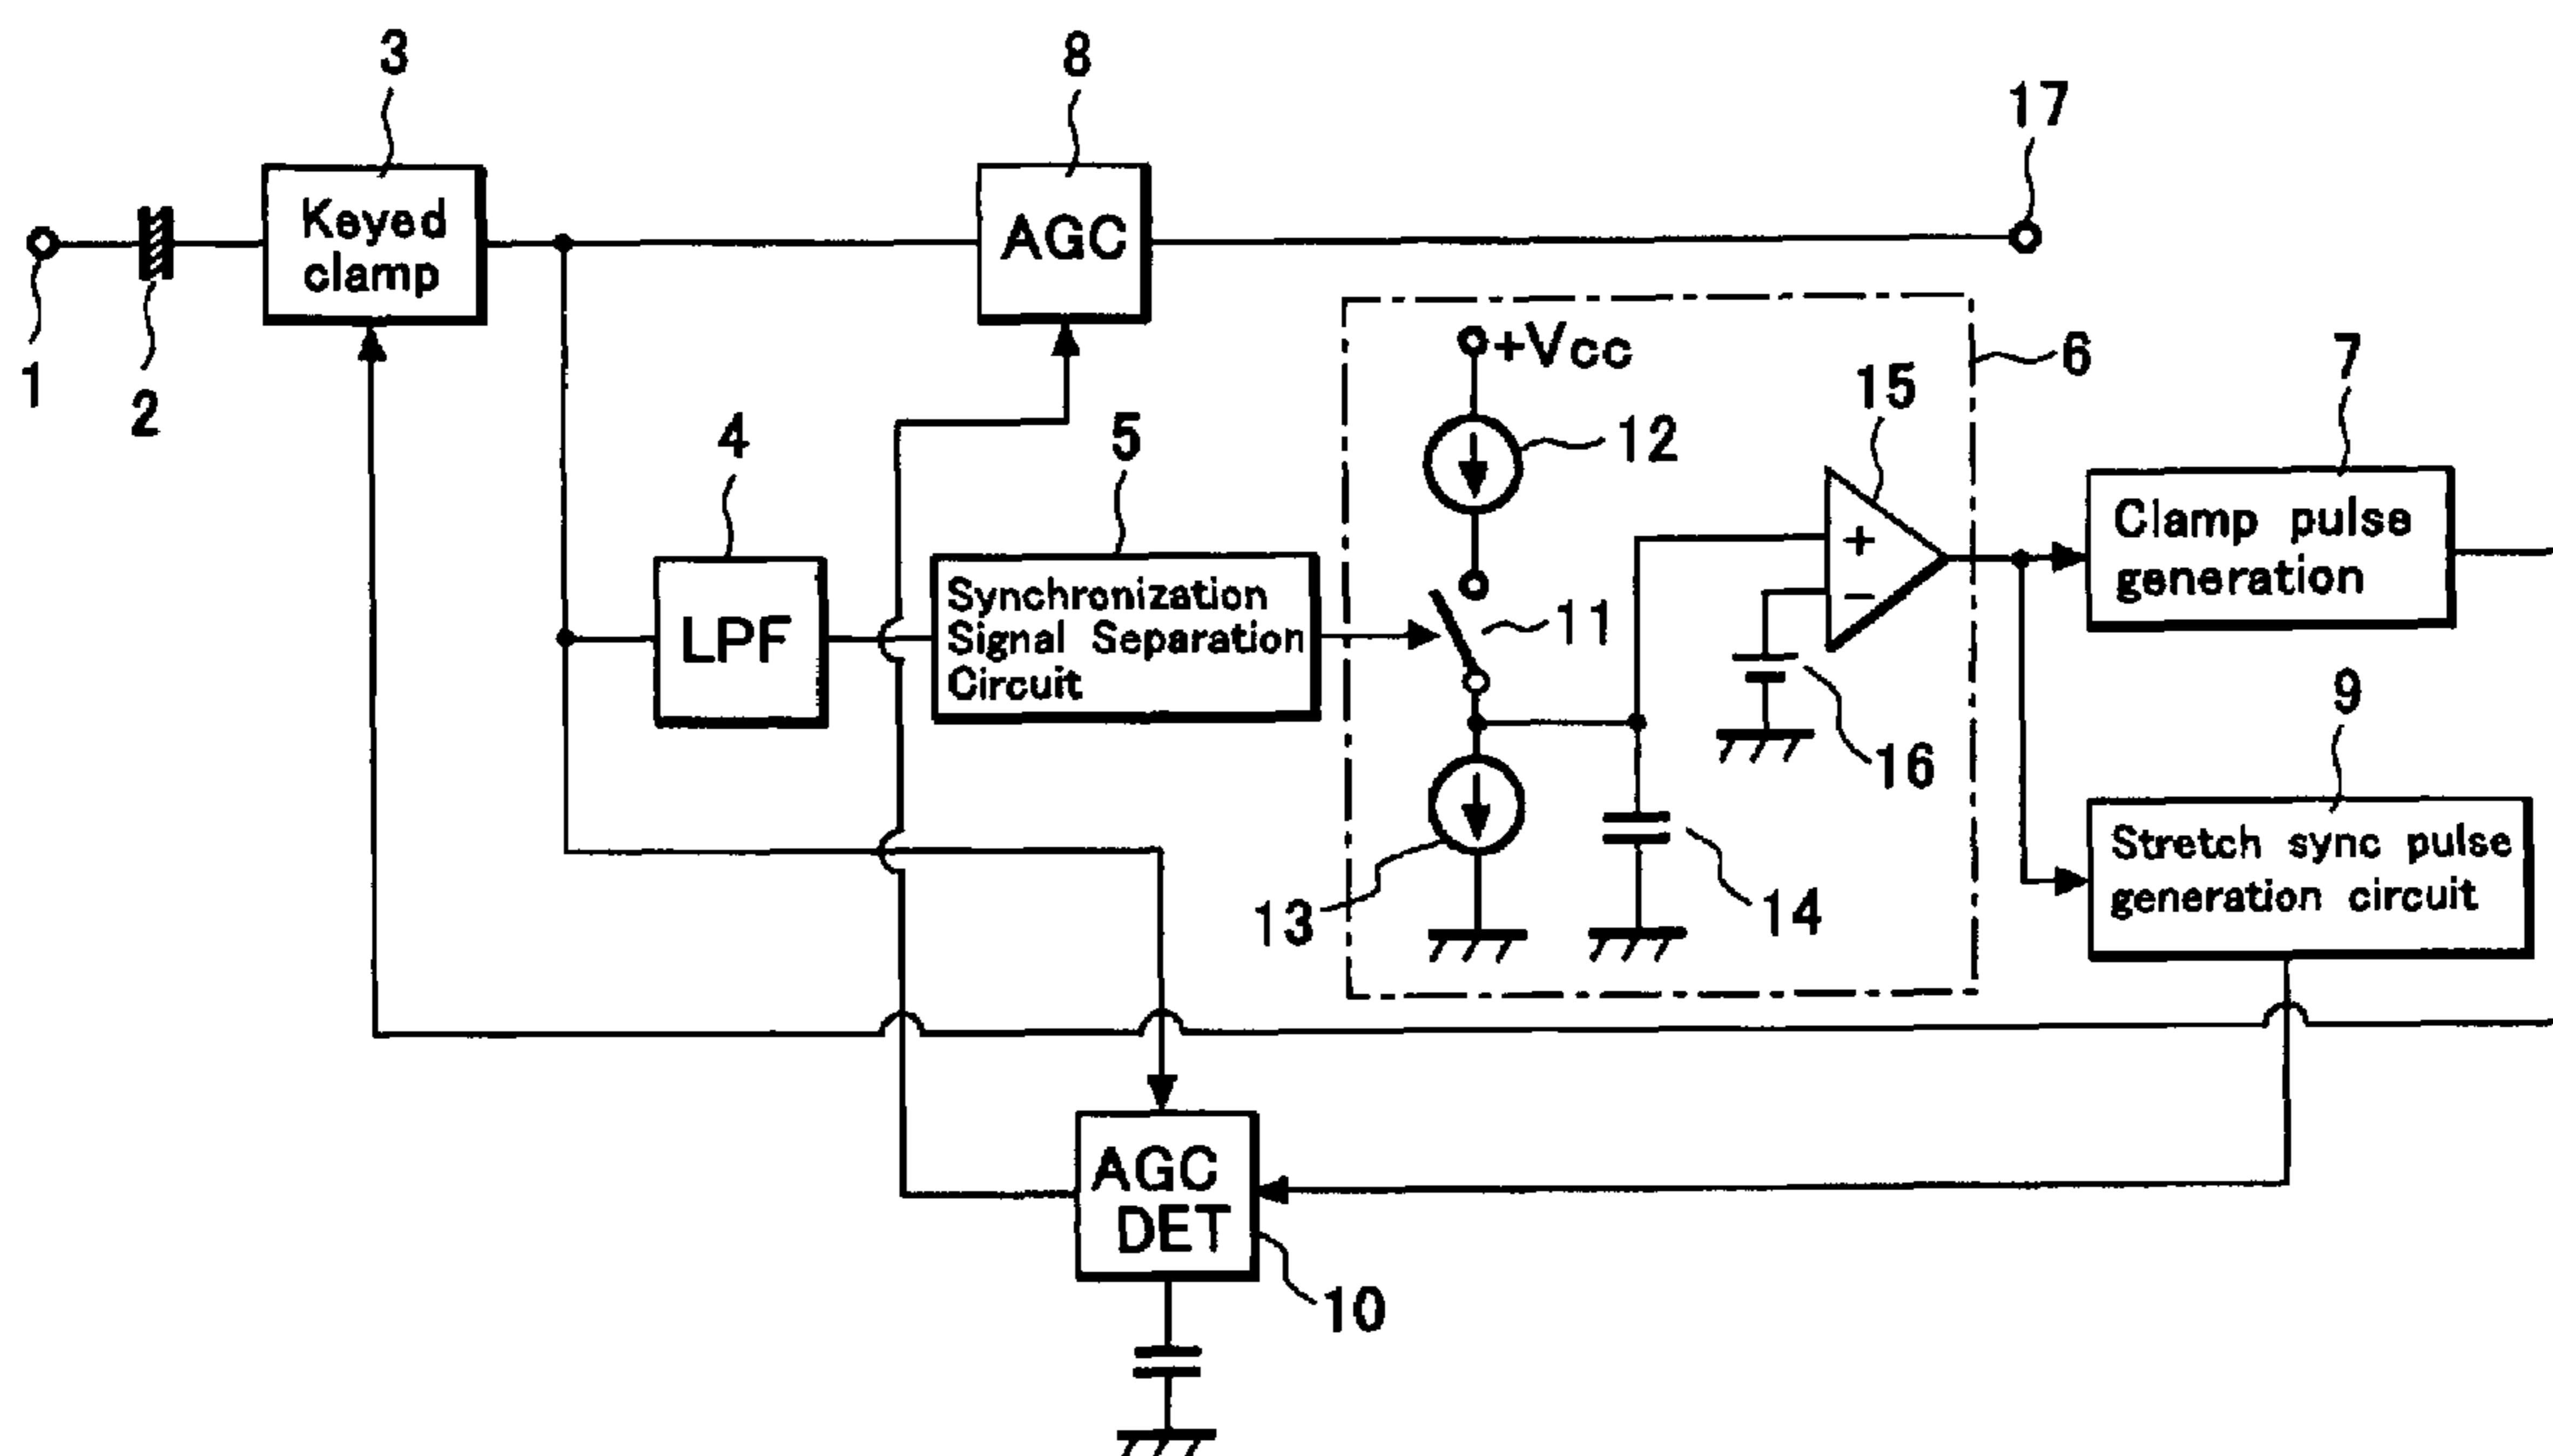 3
8
17
Keyed
clamp
AGC
1
2
+Vcc
6
15
7
4
5
12
Clamp pulse
generation
LPF
Synchronization
Signal Separation
Circuit
11
9
16
Stretch sync pulse
generation circuit
13
14
AGC
DET
10
+
−